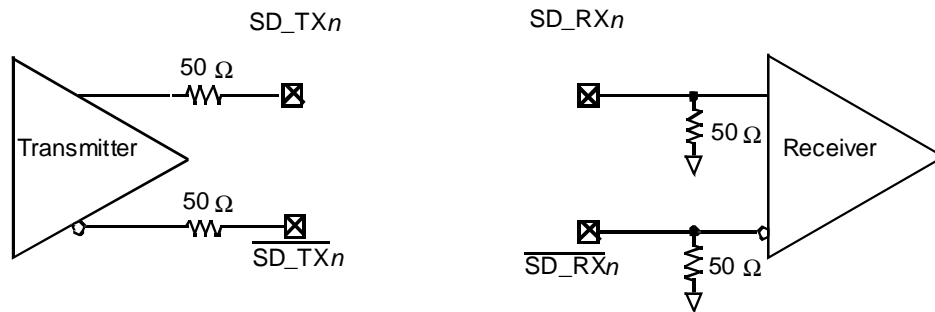 SD_TXn
SD_RXn
50 Ω
Transmitter
50 Ω
SD_TXn
50 Ω
Receiver
SD_RXn
50 Ω